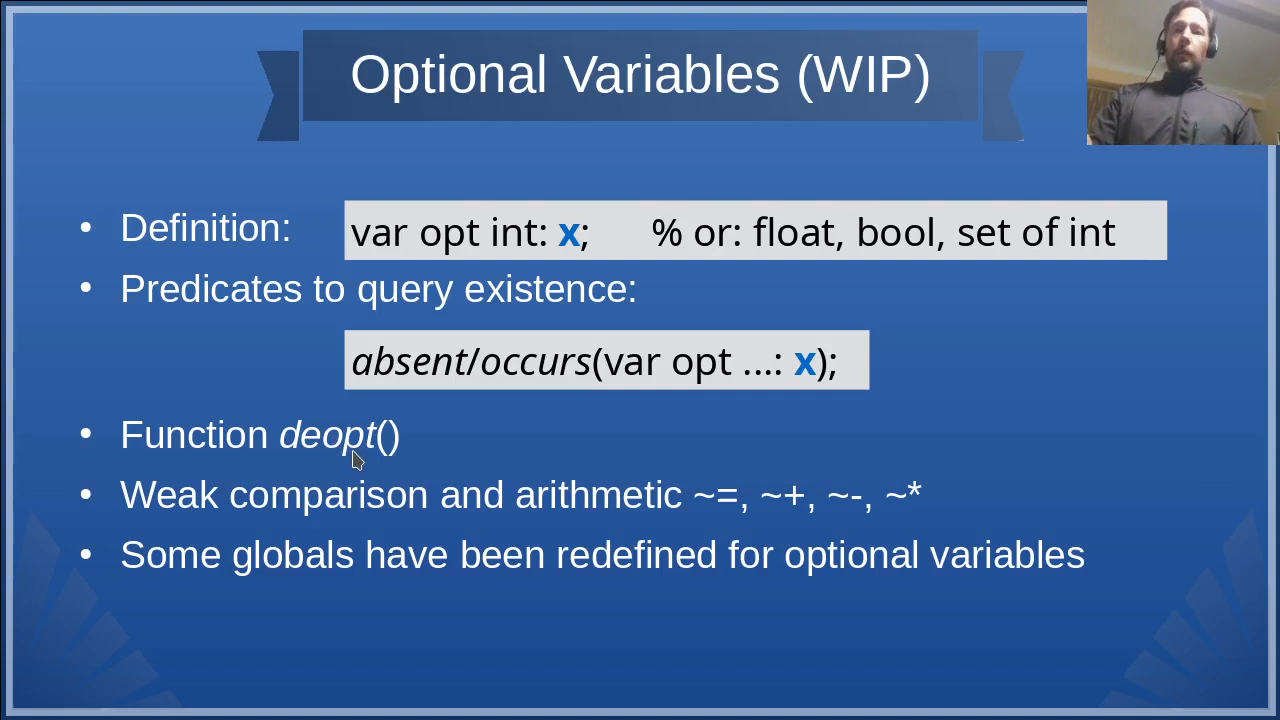 Optional Variables (WIP)
• Definition: var opt int: x; % or: float, bool, set of int
• Predicates to query existence:
absent/occurs(var opt ...: x);
• Function deopt()
• Weak comparison and arithmetic ~=, ~+, ~-, ~*
• Some globals have been redefined for optional variables